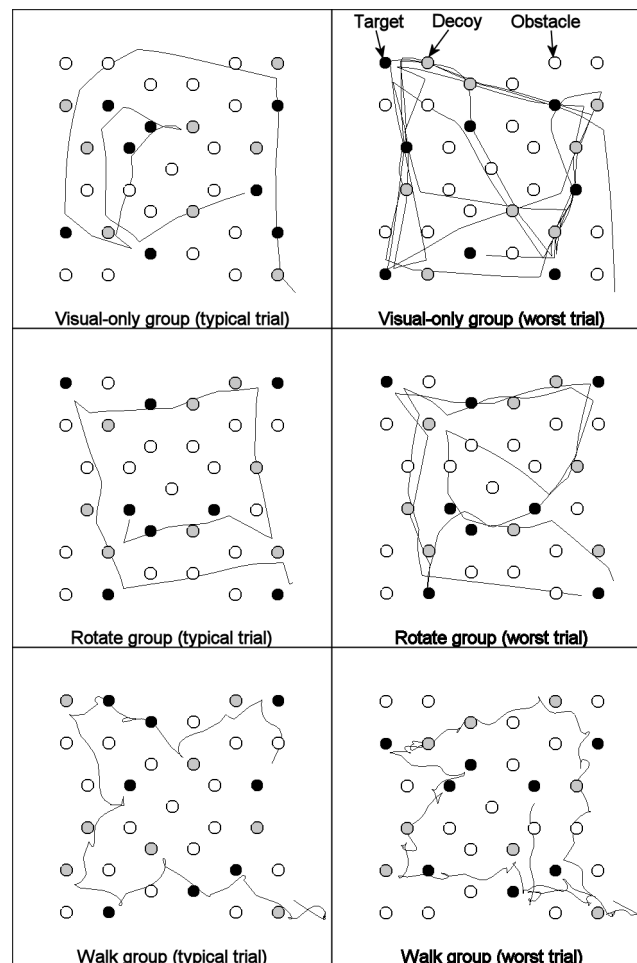 Target Decoy Obstacle
Visual-only group (typical trial)
Visual-only group (worst trial)
Rotate group (typical trial)
Rotate group (worst trial)
Walk group (typical trial)
Walk group (worst trial)